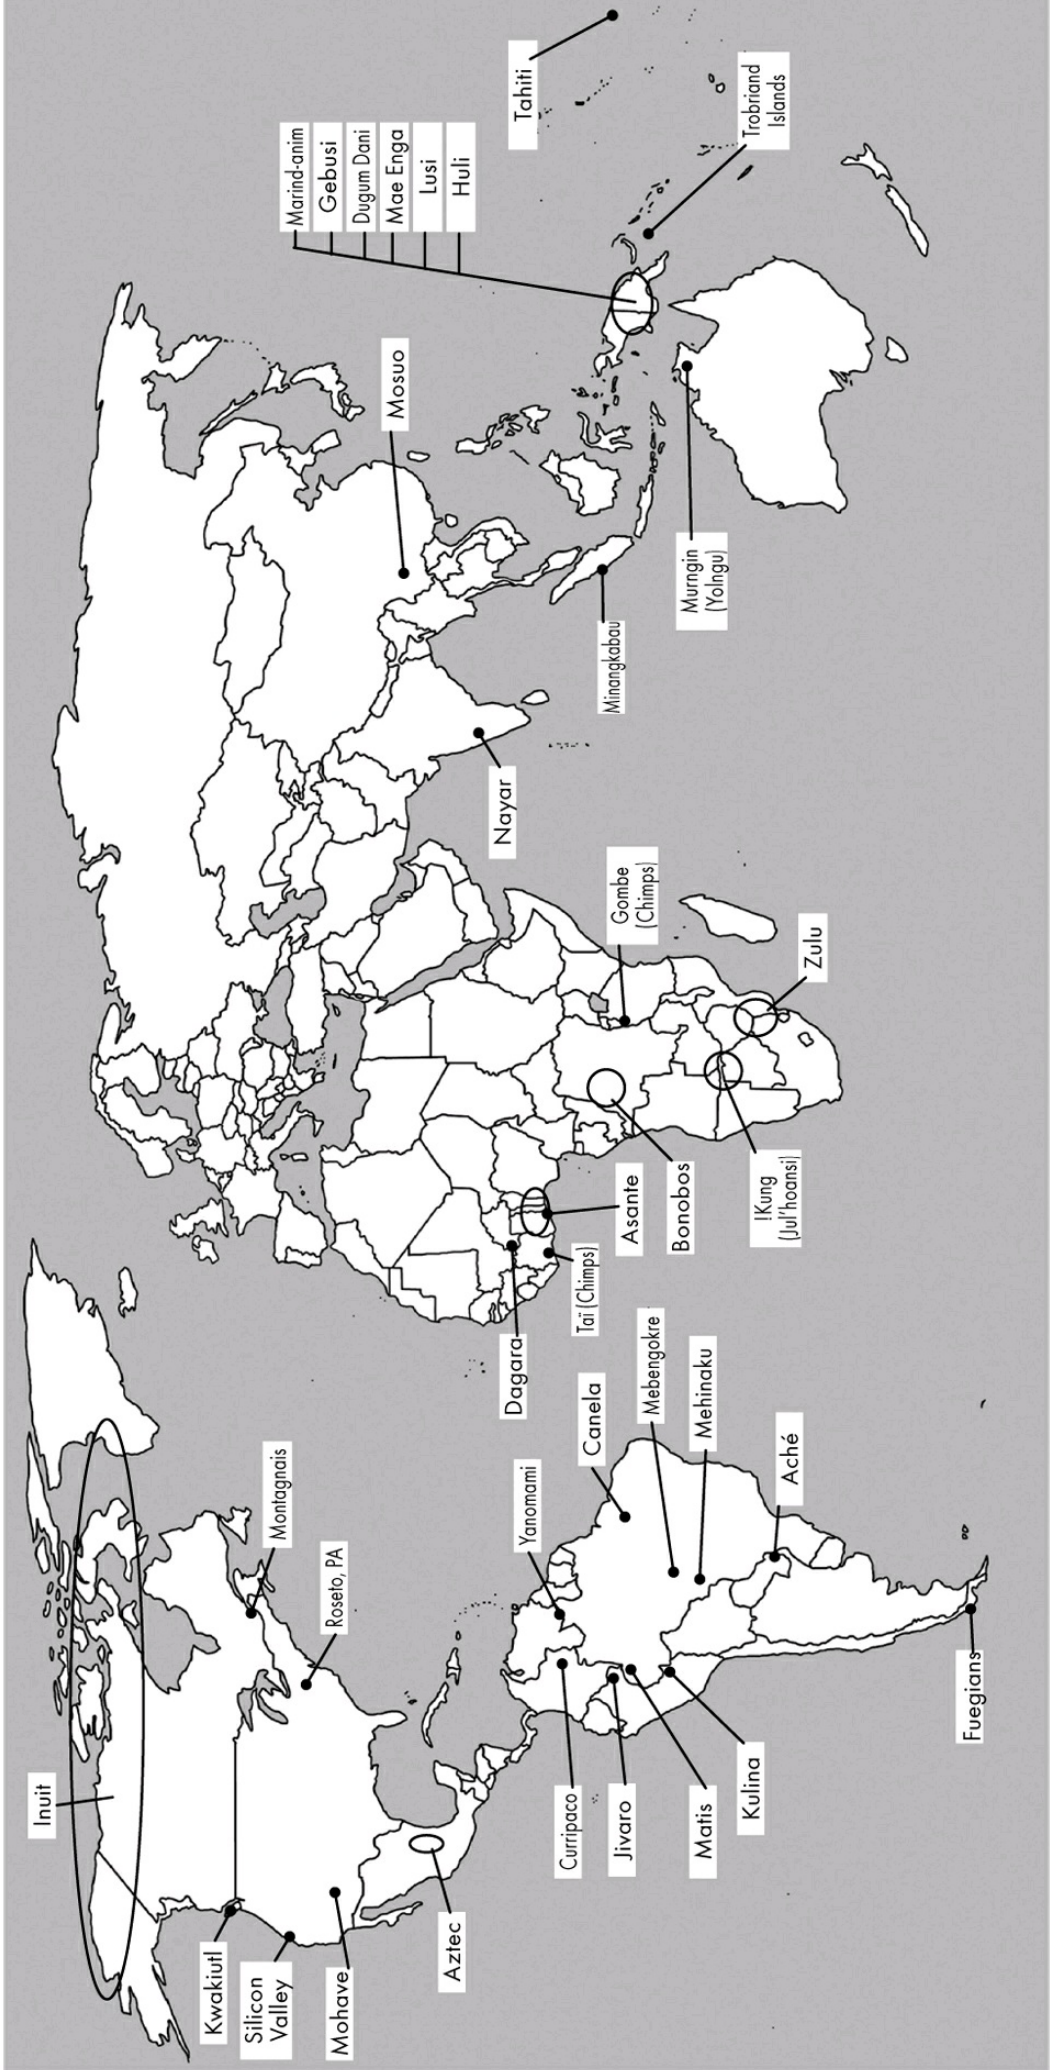 Inuit
Kwakiutl
Silicon
Valley
Mohave
Aztec
Montagnais
Roseto, PA
Curripaco
Jivaro
Matis
Kulina
Fuegians
Yanomami
Canela
Mebengokre
Mehinaku
Aché
Dagara
Taï (Chimps)
Asante
Bonobos
!Kung
(Jul'hoansi)
Zulu
Gombe
(Chimps)
Nayar
Mosuo
Minangkabau
Murngin
(Yolngu)
Marind-anim
Gebusi
Dugum Dani
Mae Enga
Lusi
Huli
Tahiti
Trobriand
Islands